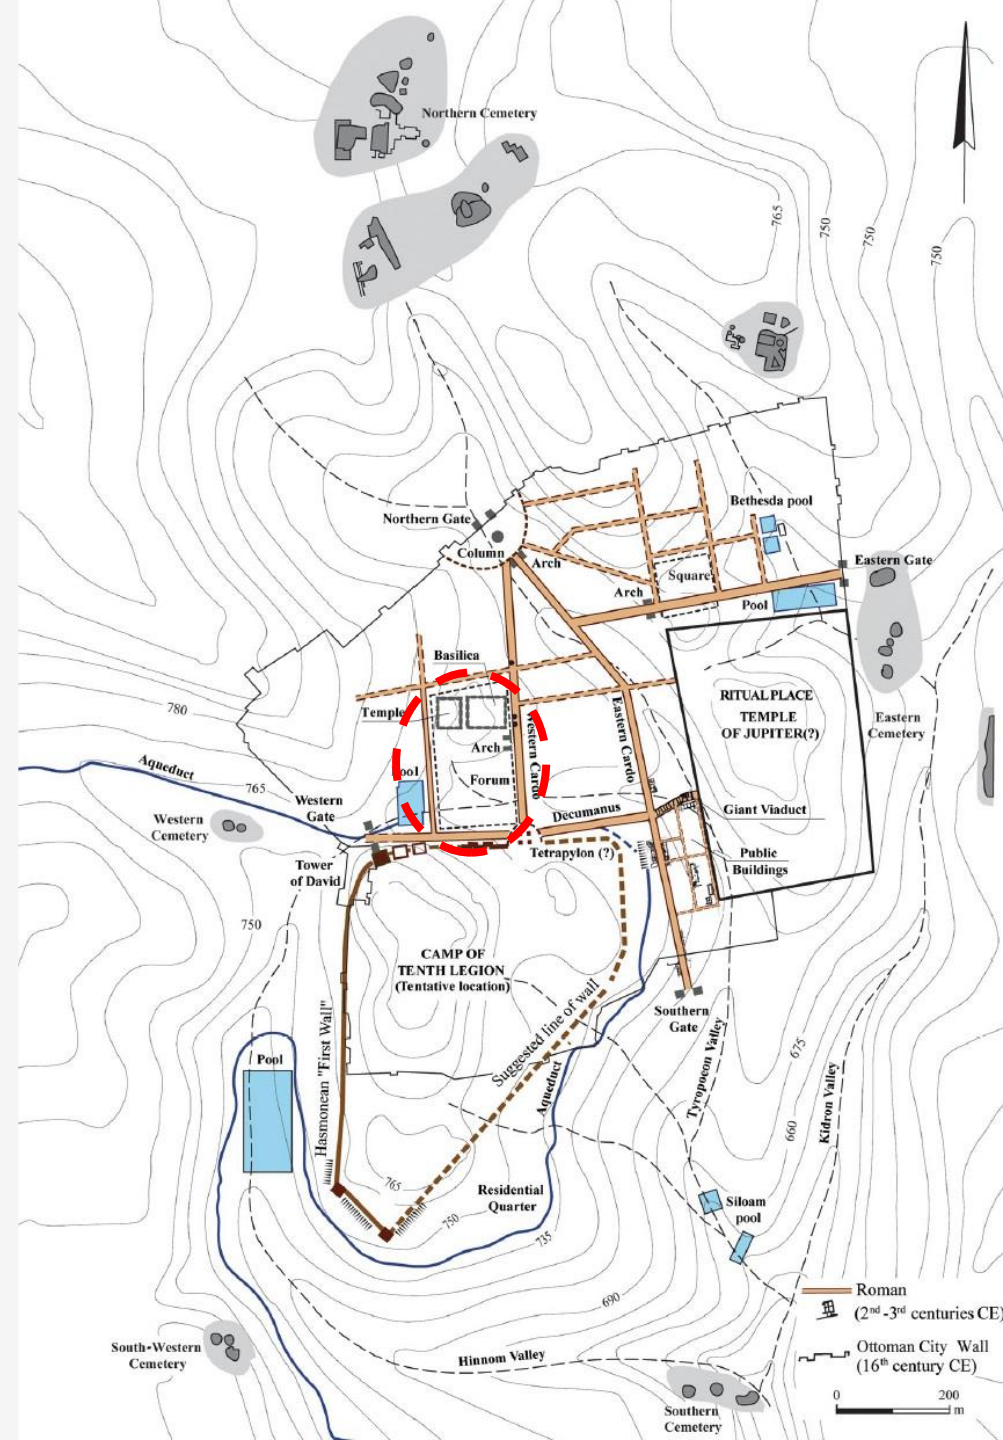 Northern Cemetery
765
750
750
750
Bethesda pool
Northern Gate
Column
Arch
Eastern Gate
Square
Arch
Pool
Basilica
780
Temple
RITUAL PLACE
TEMPLE
OF JUPITER(?)
Eastern
Cemetery
Western Cardo
Eastern Cardo
Arch
Aqueduct
765
ool
Forum
Western
Gate
Western
Cemetery
Decumanus
Giant Viaduct
Tetrapylon (?)
Public
Buildings
Tower
of David
750
CAMP OF
TENTH LEGION
(Tentative location)
Suggested line of wall
Southern
Gate
Hasmonean "First Wall"
Pool
Aqueduct
Tyropoeon Valley
675
Kidron Valley
660
765
Residential
Quarter
750
735
Siloam
pool
690
Roman
(2nd -3rd centuries CE)
Ottoman City Wall
(16th century CE)
South-Western
Cemetery
Hinnom Valley
0 200
m
Southern
Cemetery